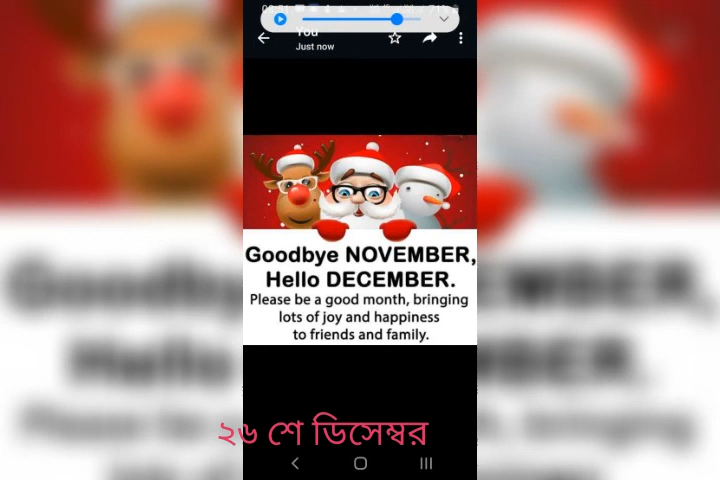 You
Just now
Goodbye NOVEMBER,
Hello DECEMBER.
Please be a good month, bringing
lots of joy and happiness
to friends and family.
২৬ শে ডিসেম্বর